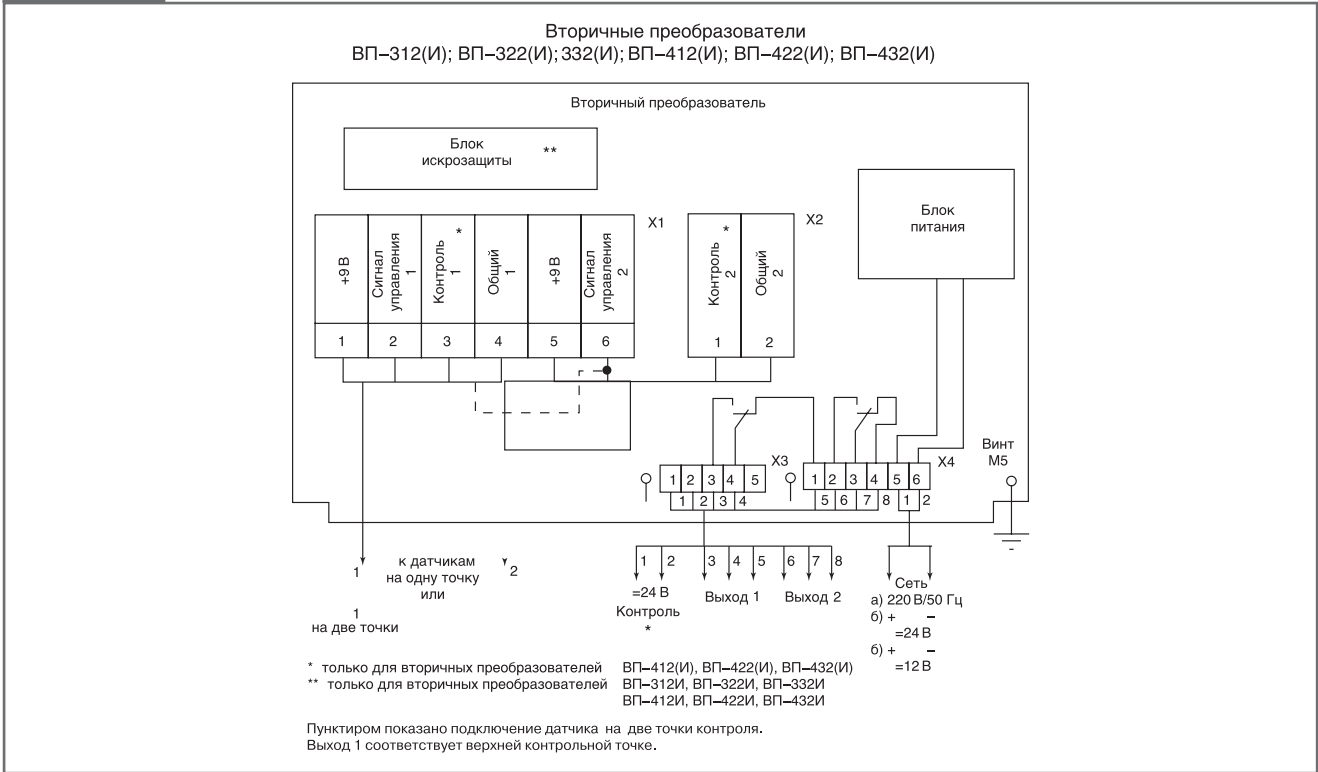 Вторичные преобразователи
ВП–312(И); ВП–322(И); 332(И); ВП–412(И); ВП–422(И); ВП–432(И)
Вторичный преобразователь
Блок
искрозащиты **
Блок
питания
X1
X2
+9 В
Сигнал
управления
1
Контроль
1
*
Общий
1
+9 В
Сигнал
управления
2
Контроль
2
*
Общий
2
1 2 3 4 5 6
1 2
Винт
М5
X3
X4
1 2 3 4 5
1 2 3 4 5 6
1 2 3 4
5 6 7 8 1 2
1 2 3 4 5 6 7 8
1 к датчикам 2
на одну точку
или
1
на две точки
=24 В
Контроль
*
Выход 1
Выход 2
Сеть
а) 220 В/50 Гц
б) + –
=24 В
б) + –
=12 В
* только для вторичных преобразователей ВП–412(И), ВП–422(И), ВП–432(И)
** только для вторичных преобразователей ВП–312И, ВП–322И, ВП–332И
ВП–412И, ВП–422И, ВП–432И
Пунктиром показано подключение датчика на две точки контроля.
Выход 1 соответствует верхней контрольной точке.